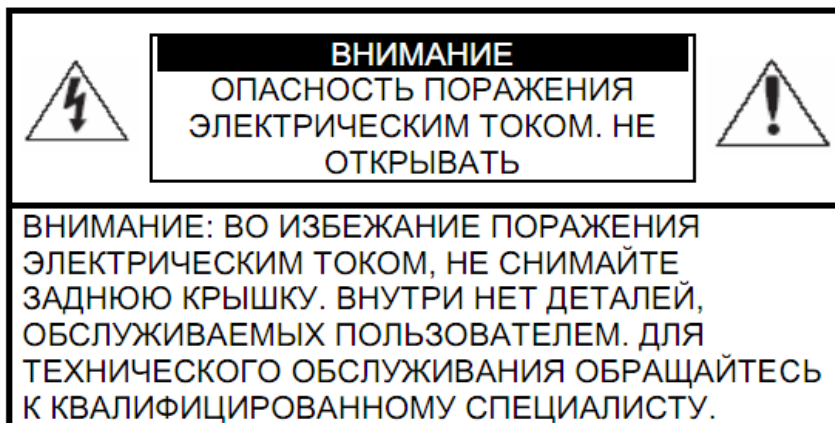 ВНИМАНИЕ
ОПАСНОСТЬ ПОРАЖЕНИЯ
ЭЛЕКТРИЧЕСКИМ ТОКОМ. НЕ
ОТКРЫВАТЬ
ВНИМАНИЕ: ВО ИЗБЕЖАНИЕ ПОРАЖЕНИЯ
ЭЛЕКТРИЧЕСКИМ ТОКОМ, НЕ СНИМАЙТЕ
ЗАДНЮЮ КРЫШКУ. ВНУТРИ НЕТ ДЕТАЛЕЙ,
ОБСЛУЖИВАЕМЫХ ПОЛЬЗОВАТЕЛЕМ. ДЛЯ
ТЕХНИЧЕСКОГО ОБСЛУЖИВАНИЯ ОБРАЩАЙТЕСЬ
К КВАЛИФИЦИРОВАННОМУ СПЕЦИАЛИСТУ.